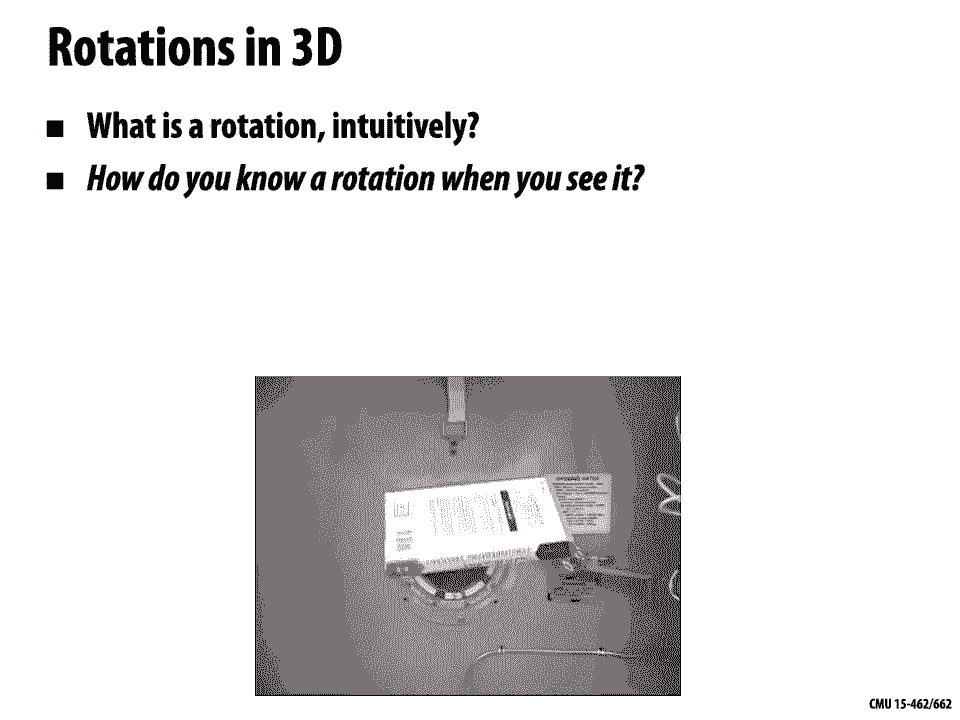 Rotations in 3D
What is a rotation, intuitively?
How do you know a rotation when you see it?
CMU 15-462/662